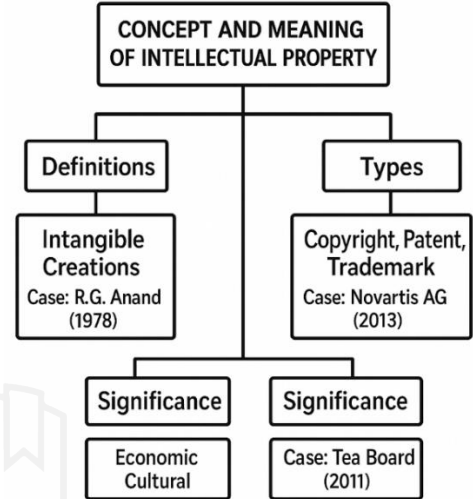 CONCEPT AND MEANING
OF INTELLECTUAL PROPERTY
Definitions
Types
Intangible
Creations
Case: R.G. Anand
(1978)
Copyright, Patent,
Trademark
Case: Novartis AG
(2013)
Significance
Significance
Economic
Cultural
Case: Tea Board
(2011)